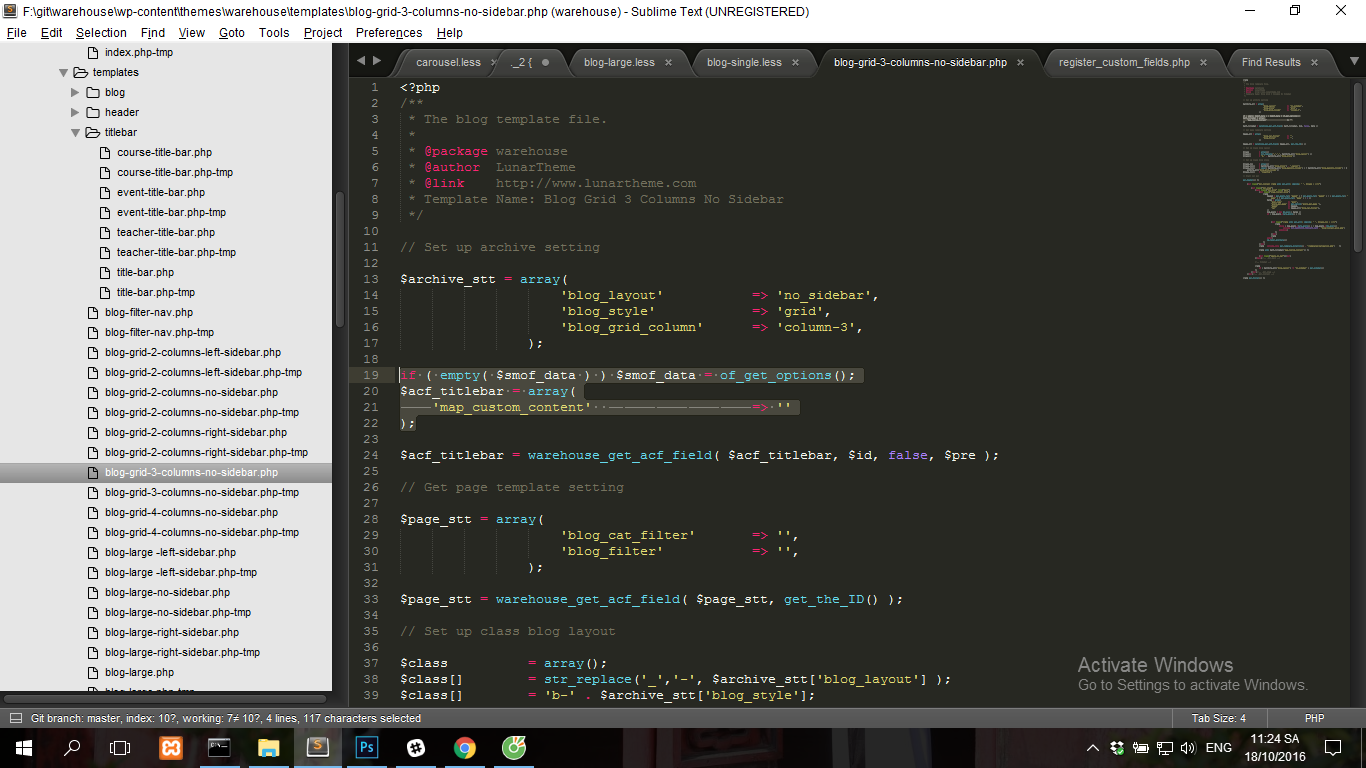 F:\git\warehouse\wp-content\themes\warehouse\templates\blog-grid-3-columns-no-sidebar.php (warehouse) - Sublime Text (UNREGISTERED)
File Edit Selection Find View Goto Tools Project Preferences Help
index.php-tmp
templates
blog
header
titlebar
course-title-bar.php
course-title-bar.php-tmp
event-title-bar.php
event-title-bar.php-tmp
teacher-title-bar.php
teacher-title-bar.php-tmp
title-bar.php
title-bar.php-tmp
blog-filter-nav.php
blog-filter-nav.php-tmp
blog-grid-2-columns-left-sidebar.php
blog-grid-2-columns-left-sidebar.php-tmp
blog-grid-2-columns-no-sidebar.php
blog-grid-2-columns-no-sidebar.php-tmp
blog-grid-2-columns-right-sidebar.php
blog-grid-2-columns-right-sidebar.php-tmp
blog-grid-3-columns-no-sidebar.php
blog-grid-3-columns-no-sidebar.php-tmp
blog-grid-4-columns-no-sidebar.php
blog-grid-4-columns-no-sidebar.php-tmp
blog-large -left-sidebar.php
blog-large -left-sidebar.php-tmp
blog-large-no-sidebar.php
blog-large-no-sidebar.php-tmp
blog-large-right-sidebar.php
blog-large-right-sidebar.php-tmp
blog-large.php
blog-large.php-tmp
carousel.less × ._2 { blog-large.less × blog-single.less × blog-grid-3-columns-no-sidebar.php × register_custom_fields.php × Find Results ×
1 <?php
2 /**
3 * The blog template file.
4 *
5 * @package warehouse
6 * @author LunarTheme
7 * @link http://www.lunartheme.com
8 * Template Name: Blog Grid 3 Columns No Sidebar
9 */
10
11 // Set up archive setting
12
13 $archive_stt = array(
14 'blog_layout' => 'no_sidebar',
15 'blog_style' => 'grid',
16 'blog_grid_column' => 'column-3',
17 );
18
19 if ( empty( $smof_data ) ) $smof_data = of_get_options();
20 $acf_titlebar = array(
21 'map_custom_content' => ''
22 );
23
24 $acf_titlebar = warehouse_get_acf_field( $acf_titlebar, $id, false, $pre );
25
26 // Get page template setting
27
28 $page_stt = array(
29 'blog_cat_filter' => '',
30 'blog_filter' => '',
31 );
32
33 $page_stt = warehouse_get_acf_field( $page_stt, get_the_ID() );
34
35 // Set up class blog layout
36
37 $class = array();
38 $class[] = str_replace('_','-', $archive_stt['blog_layout'] );
39 $class[] = 'b-' . $archive_stt['blog_style'];
Activate Windows
Go to Settings to activate Windows.
Git branch: master, index: 10?, working: 7≠ 10?, 4 lines, 117 characters selected
Tab Size: 4
PHP
Ps
ENG
11:24 SA
18/10/2016